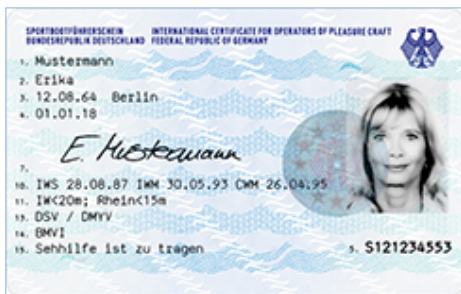 SPORTBOOTFÜHRERSCHEIN INTERNATIONAL CERTIFICATE FOR OPERATORS OF PLEASURE CRAFT
BUNDESREPUBLIK DEUTSCHLAND FEDERAL REPUBLIC OF GERMANY
1. Mustermann
2. Erika
3. 12.08.64 Berlin
4. 01.01.18
E. Mustermann
7.
10. IWS 28.08.87 IWM 30.05.93 CWM 26.04.95
11. IW<20m; Rhein<15m
13. DSV / DMYV
14. BMVI
15. Sehhilfe ist zu tragen
5. S121234553